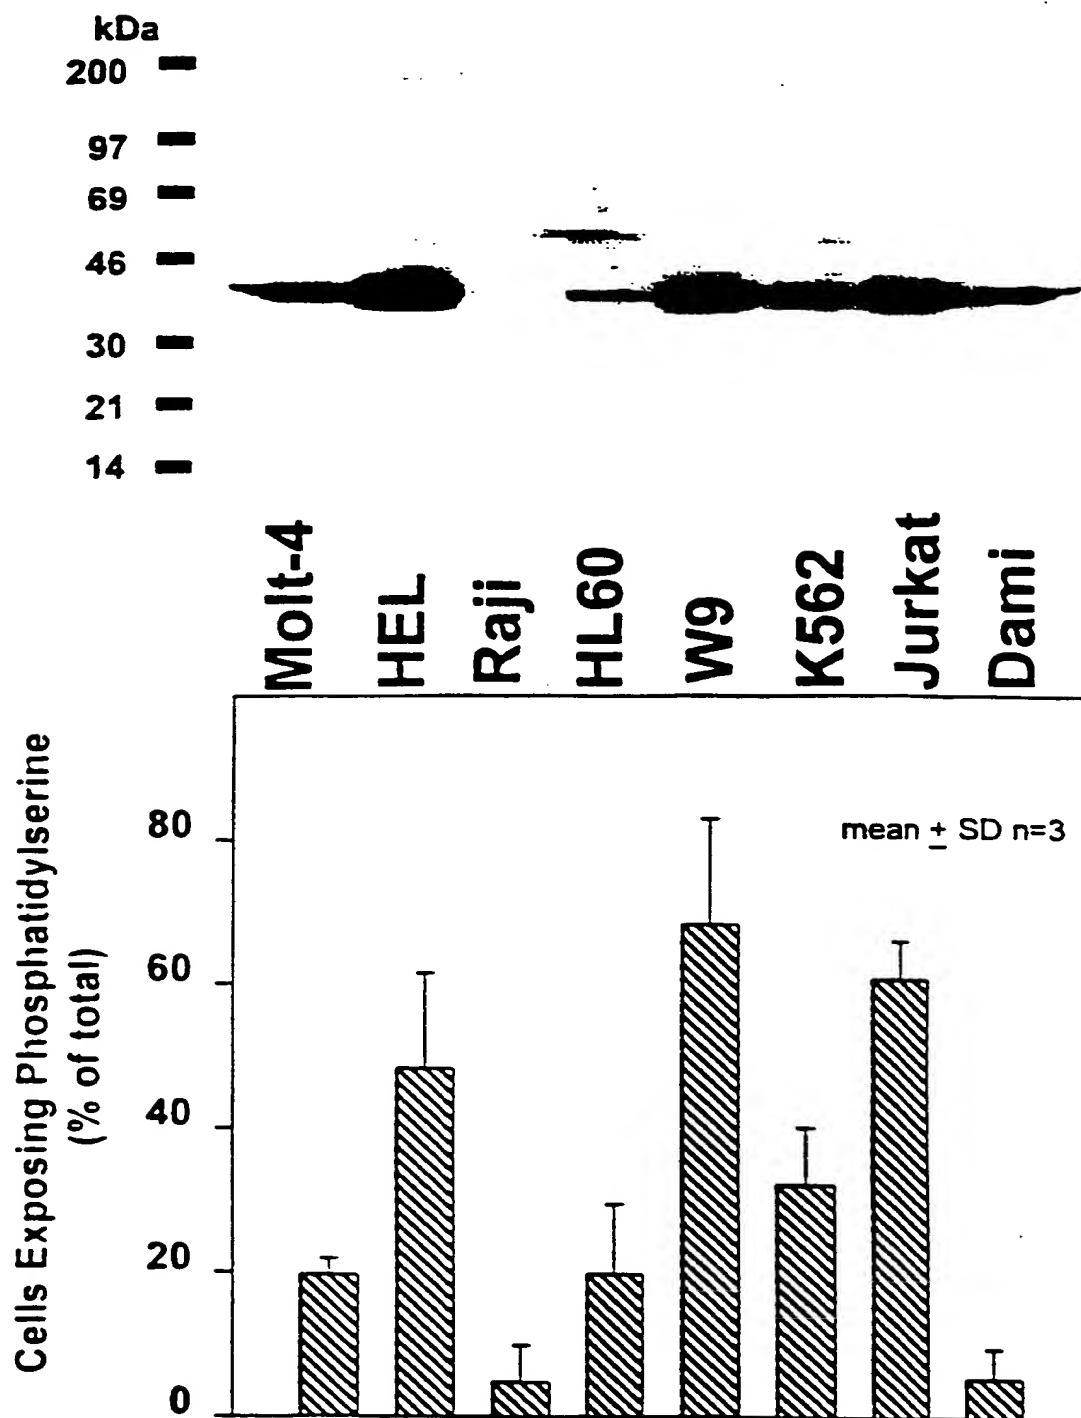 kDa
200
97
69
46
30
21
14
Molt-4
HEL
Raji
HL60
W9
K562
Jurkat
Dami
Cells Exposing Phosphatidylserine
(% of total)
80
60
40
20
0
mean ± SD n=3